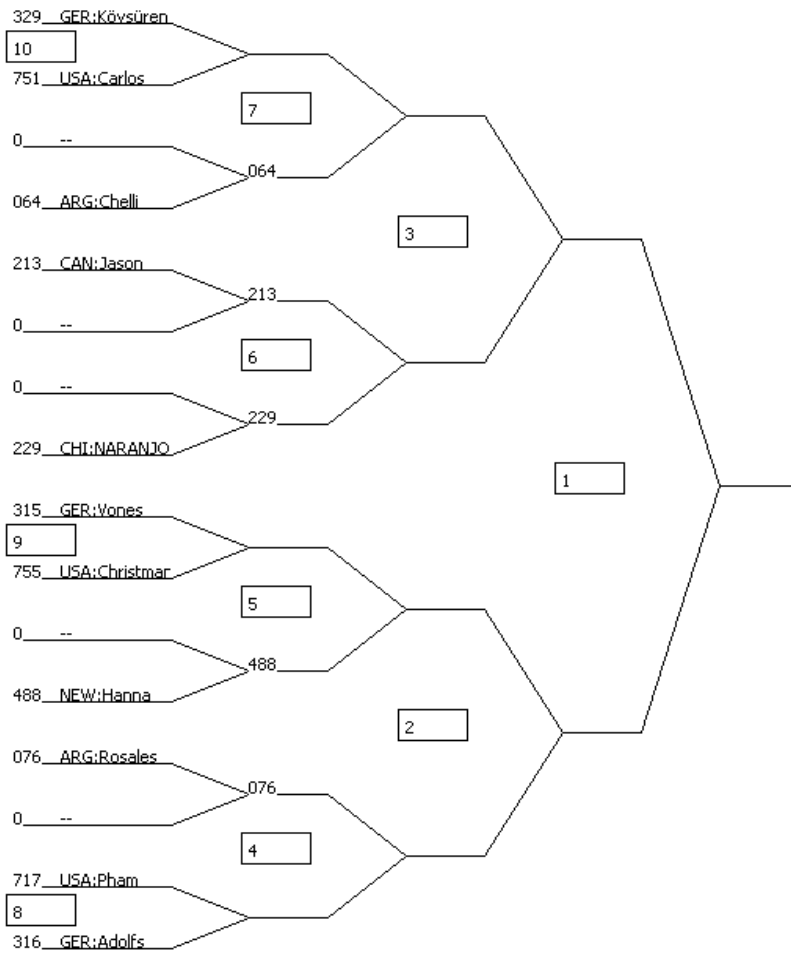 329 GER:Kövsüren
10
751 USA:Carlos
7
0 --
064
064 ARG:Chelli
3
213 CAN:Jason
213
0 --
6
0 --
229
229 CHI:NARANJO
1
315 GER:Vones
9
755 USA:Christmar
5
0 --
488
488 NEW:Hanna
2
076 ARG:Rosales
076
0 --
4
717 USA:Pham
8
316 GER:Adolfs